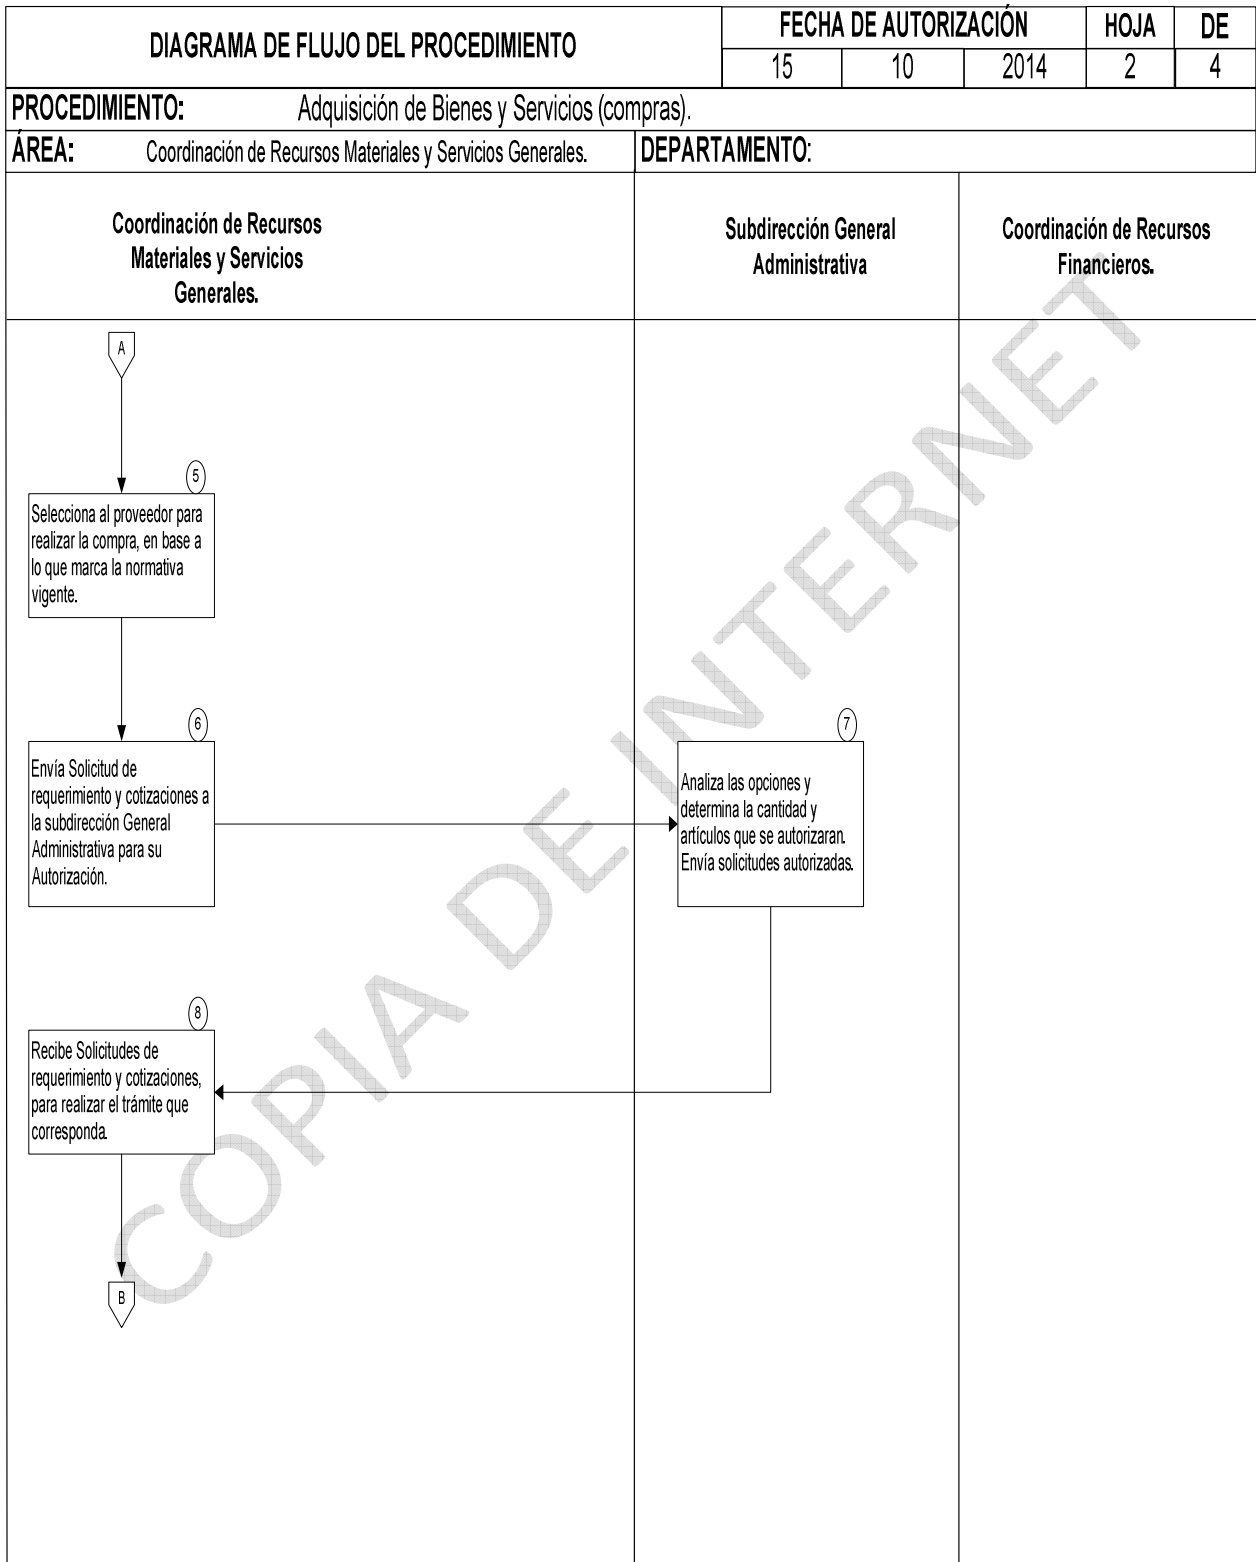 DIAGRAMA DE FLUJO DEL PROCEDIMIENTO
FECHA DE AUTORIZACIÓN
HOJA
DE
15
10
2014
2
4
PROCEDIMIENTO: Adquisición de Bienes y Servicios (compras).
ÁREA: Coordinación de Recursos Materiales y Servicios Generales.
DEPARTAMENTO:
Coordinación de Recursos
Materiales y Servicios
Generales.
Subdirección General
Administrativa
Coordinación de Recursos
Financieros.
A
5
Selecciona al proveedor para
realizar la compra, en base a
lo que marca la normativa
vigente.
6
Envía Solicitud de
requerimiento y cotizaciones a
la subdirección General
Administrativa para su
Autorización.
7
Analiza las opciones y
determina la cantidad y
artículos que se autorizaran.
Envía solicitudes autorizadas.
8
Recibe Solicitudes de
requerimiento y cotizaciones,
para realizar el trámite que
corresponda.
B
COPIA DE INTERNET